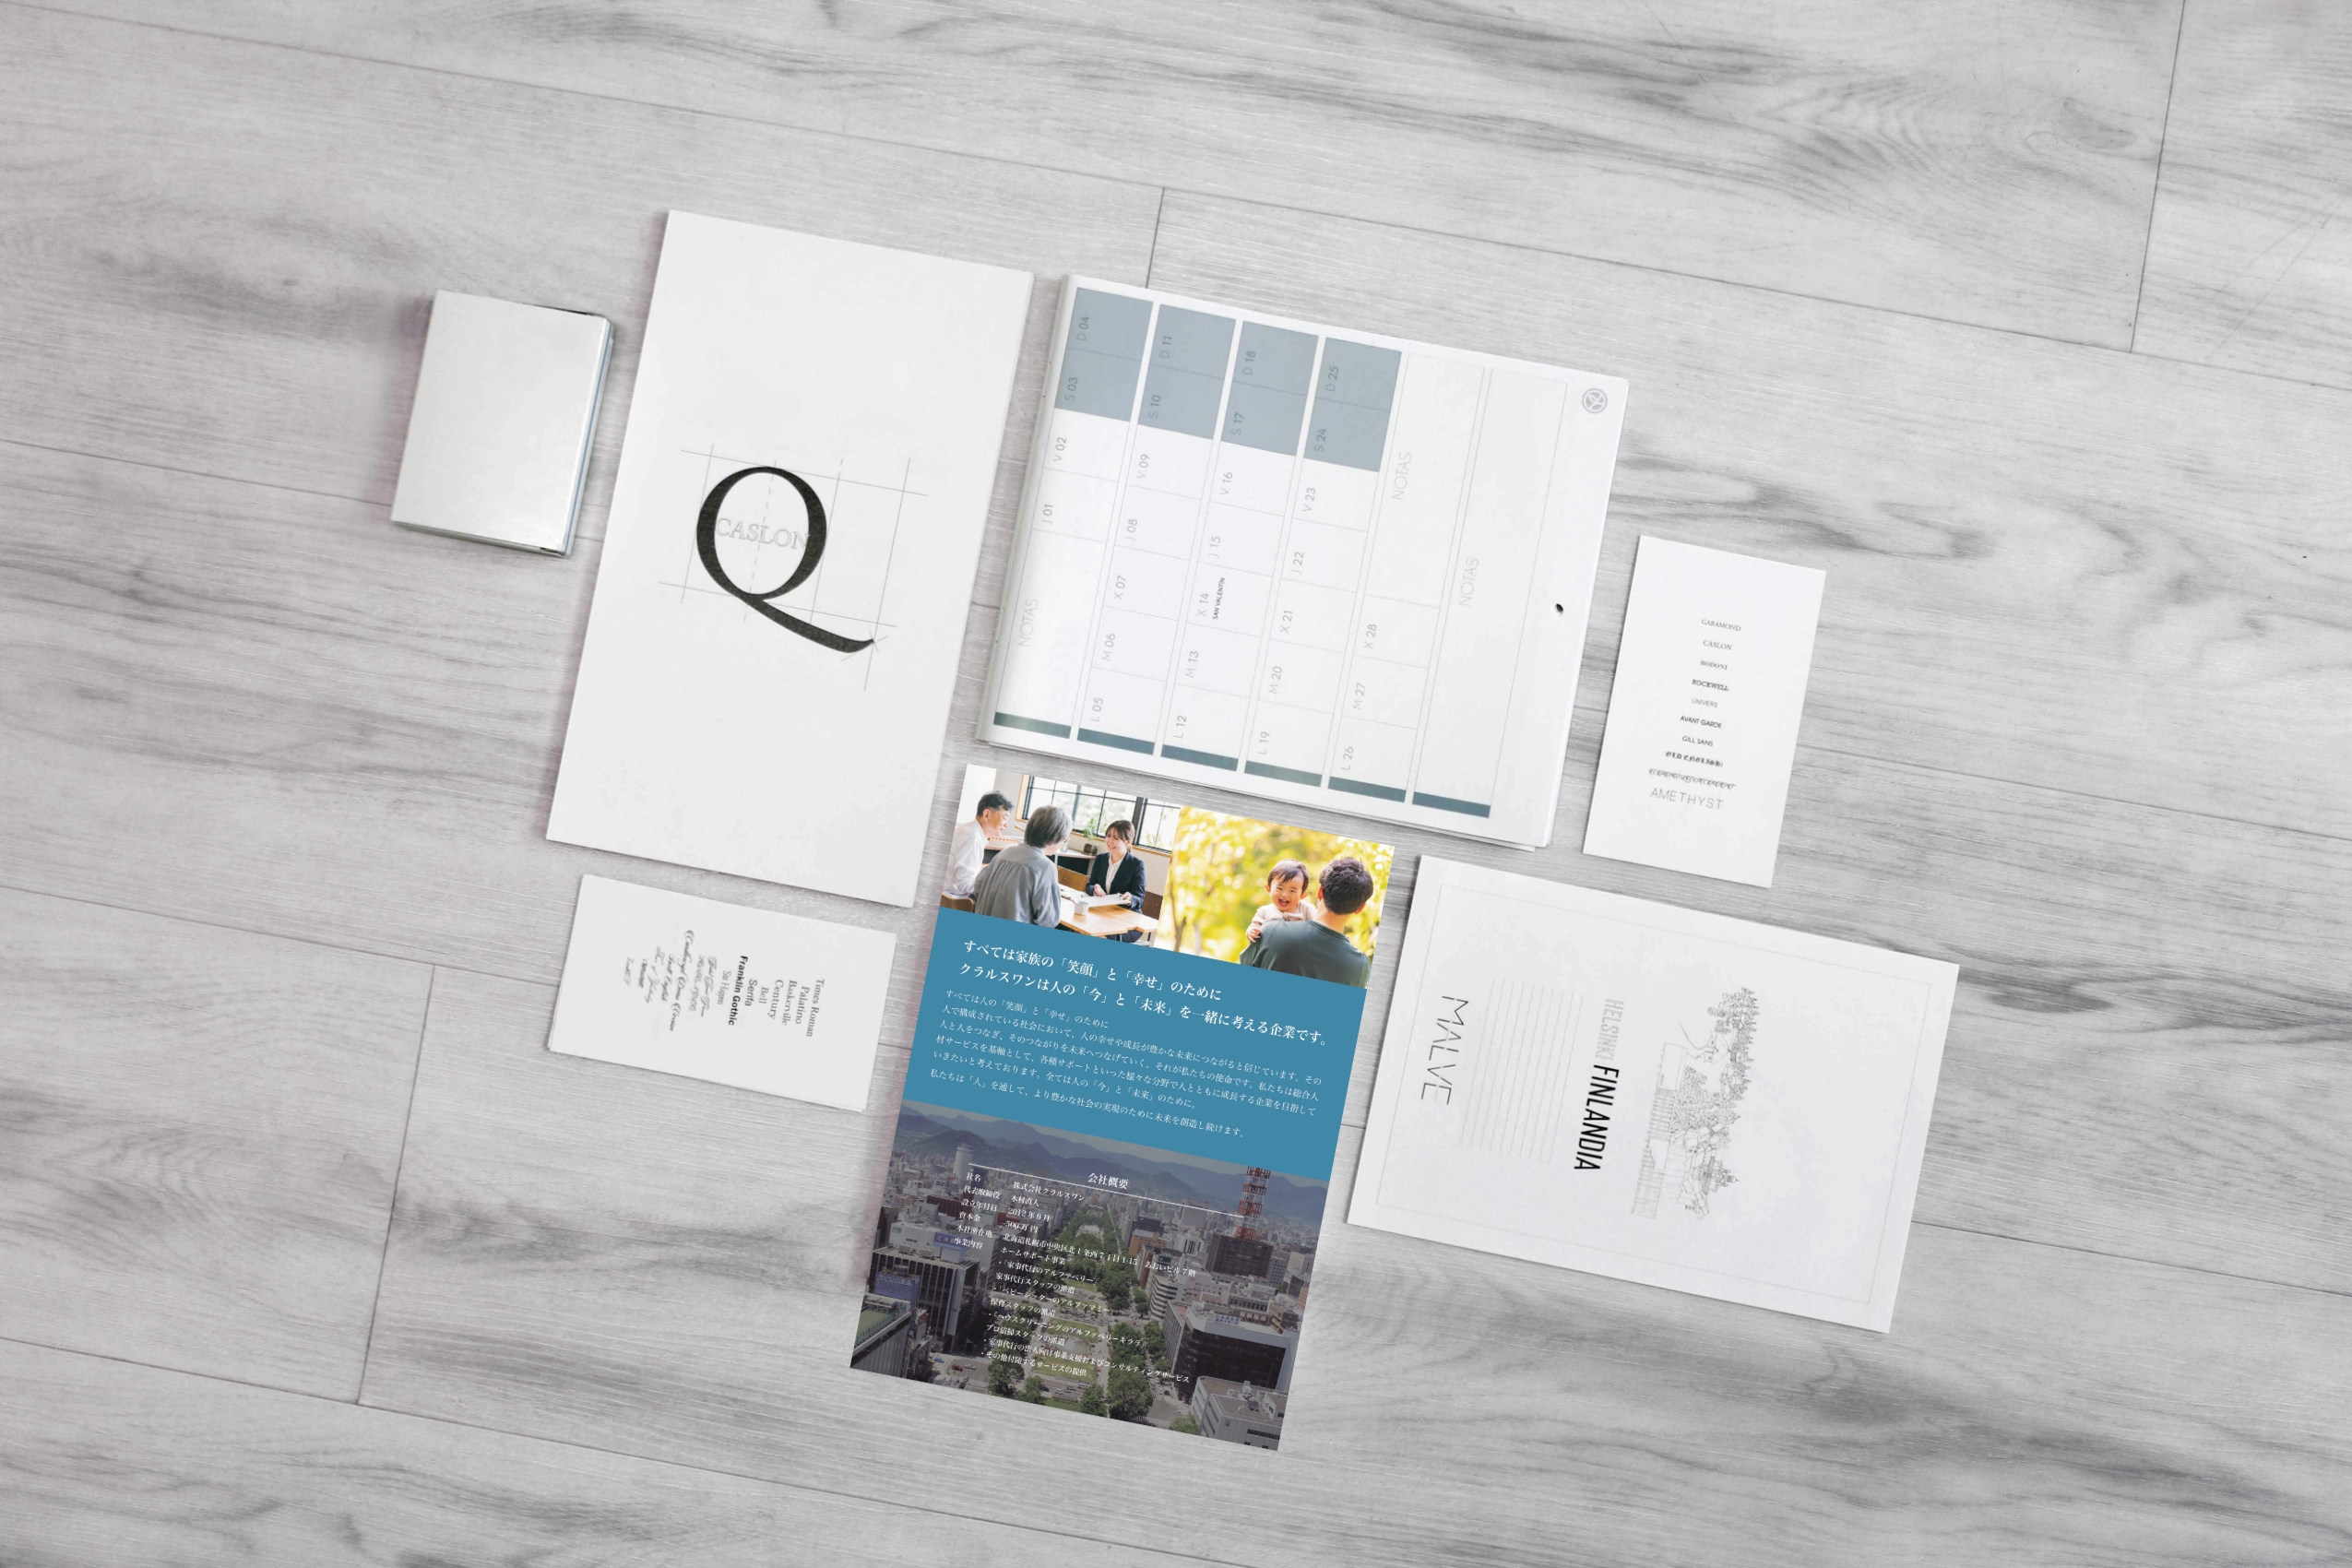 CASLON
Q
D 04
D 11
D 18
D 25
S 03
S 10
S 17
S 24
V 02
V 09
V 16
V 23
NOTAS
J 01
J 08
J 15
J 22
NOTAS
NOTAS
X 07
X 14
SAN VALENTIN
X 21
X 28
M 06
M 13
M 20
M 27
L 05
L 12
L 19
L 26
GARAMOND
CASLON
BODONI
ROCKWELL
UNIVERS
AVANT GARDE
GILL SANS
AMETHYST
Times Roman
Palatino
Baskerville
Century
Bell
Serifa
Franklin Gothic
すべては家族の「笑顔」と「幸せ」のために
クラルスワンは人の「今」と「未来」を一緒に考える企業です。
すべては人の「笑顔」と「幸せ」のために
人で構成されている社会において、人の幸せや成長が豊かな未来につながると信じています。その
人と人をつなぎ、そのつながりを未来へつなげていく、それが私たちの使命です。私たちは総合人
材サービスを基軸として、各種サポートといった様々な分野で人とともに成長する企業を目指して
いきたいと考えております。全ては人の「今」と「未来」のために。
私たちは「人」を通して、より豊かな社会の実現のために未来を創造し続けます。
会社概要
社名 株式会社クラルスワン
代表取締役 木村直人
設立年月日 2012年6月
資本金 500万円
本社所在地 北海道札幌市中央区北1条西7丁目1-15 あおいビル7階
事業内容 ホームサポート事業
・「家事代行のアルファベリー
家事代行スタッフの派遣
・「ベビーシッターのアルファマミー
保育スタッフの派遣
・「ハウスクリーニングのアルファベリーキララ」
プロ清掃スタッフの派遣
・家事代行の法人向け事業支援およびコンサルティングサービス
・その他付随するサービスの提供
MALVE
HELSINKI FINLANDIA